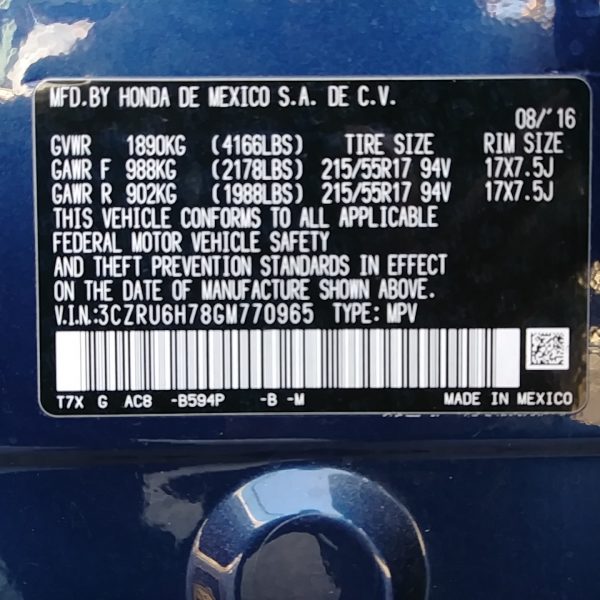 MFD.BY HONDA DE MEXICO S.A. DE C.V.
08/'16
GVWR 1890KG (4166LBS) TIRE SIZE RIM SIZE
GAWR F 988KG (2178LBS) 215/55R17 94V 17X7.5J
GAWR R 902KG (1988LBS) 215/55R17 94V 17X7.5J
THIS VEHICLE CONFORMS TO ALL APPLICABLE
FEDERAL MOTOR VEHICLE SAFETY
AND THEFT PREVENTION STANDARDS IN EFFECT
ON THE DATE OF MANUFACTURE SHOWN ABOVE.
V.I.N.:3CZRU6H78GM770965 TYPE: MPV
T7X G AC8 -B594P -B -M MADE IN MEXICO